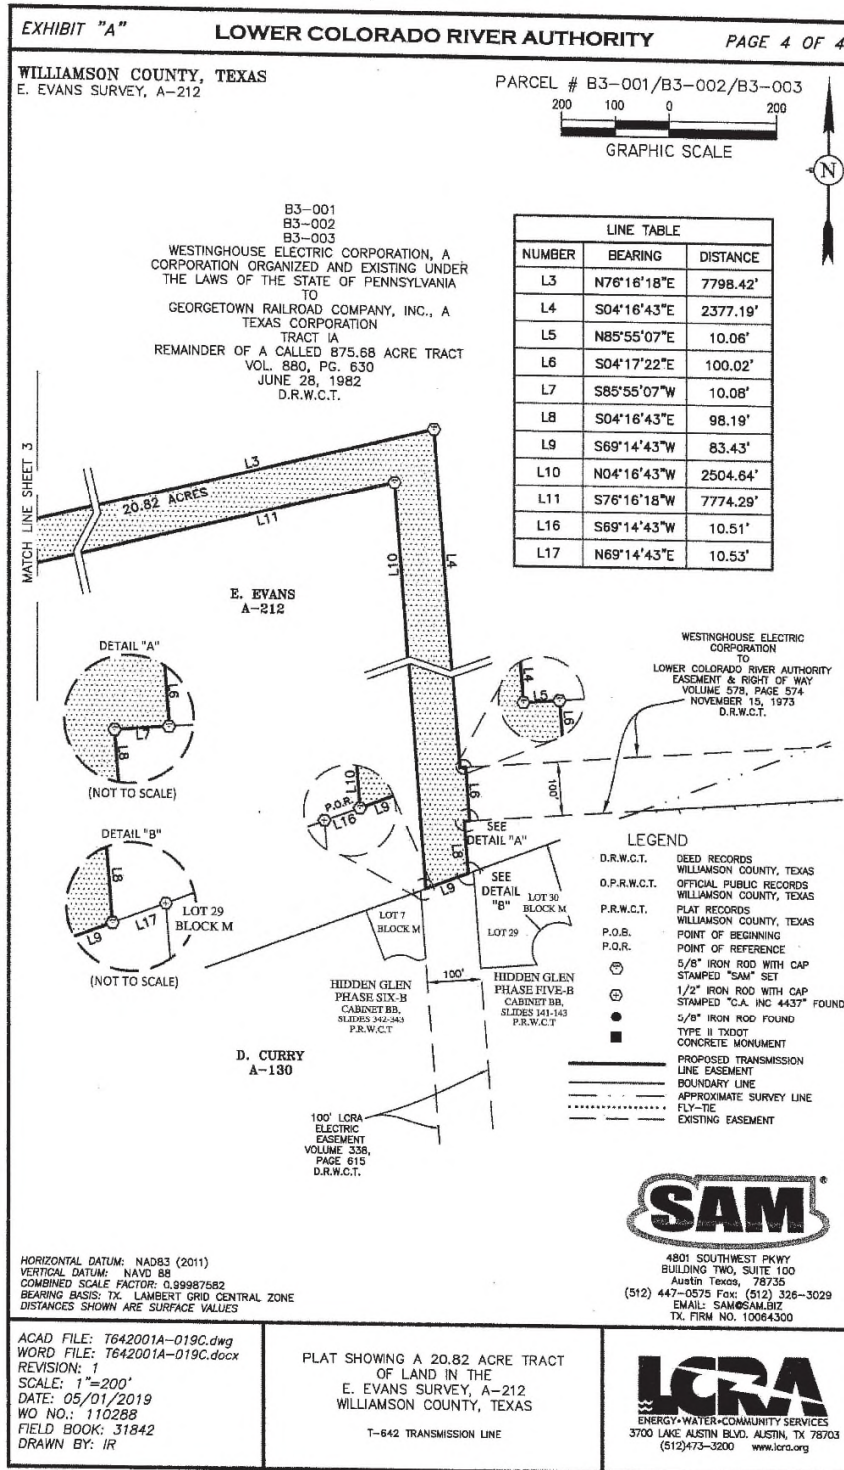 EXHIBIT "A"
LOWER COLORADO RIVER AUTHORITY
PAGE 4 OF 4
WILLIAMSON COUNTY, TEXAS
E. EVANS SURVEY, A-212
PARCEL # B3-001/B3-002/B3-003
200 100 0 200
GRAPHIC SCALE
N
B3-001
B3-002
B3-003
WESTINGHOUSE ELECTRIC CORPORATION, A
CORPORATION ORGANIZED AND EXISTING UNDER
THE LAWS OF THE STATE OF PENNSYLVANIA
TO
GEORGETOWN RAILROAD COMPANY, INC., A
TEXAS CORPORATION
TRACT IA
REMAINDER OF A CALLED 875.68 ACRE TRACT
VOL. 880, PG. 630
JUNE 28, 1982
D.R.W.C.T.
LINE TABLE
NUMBER BEARING DISTANCE
L3 N76°16'18"E 7798.42'
L4 S04°16'43"E 2377.19'
L5 N85°55'07"E 10.06'
L6 S04°17'22"E 100.02'
L7 S85°55'07"W 10.08'
L8 S04°16'43"E 98.19'
L9 S69°14'43"W 83.43'
L10 N04°16'43"W 2504.64'
L11 S76°16'18"W 7774.29'
L16 S69°14'43"W 10.51'
L17 N69°14'43"E 10.53'
MATCH LINE SHEET 3
L3
20.82 ACRES
L11
L10
L4
E. EVANS
A-212
DETAIL "A"
L6
L7
L8
(NOT TO SCALE)
L4
L5
L6
WESTINGHOUSE ELECTRIC
CORPORATION
TO
LOWER COLORADO RIVER AUTHORITY
EASEMENT & RIGHT OF WAY
VOLUME 578, PAGE 574
NOVEMBER 15, 1973
D.R.W.C.T.
L10
P.O.R.
L16
L9
L6
100'
SEE
DETAIL "A"
L8
L9
SEE
DETAIL
"B"
DETAIL "B"
L8
L17
L9
LOT 29
BLOCK M
(NOT TO SCALE)
LOT 7
BLOCK M
LOT 29
LOT 30
BLOCK M
100'
HIDDEN GLEN
PHASE SIX-B
CABINET BB,
SLIDES 342-343
P.R.W.C.T
HIDDEN GLEN
PHASE FIVE-B
CABINET BB,
SLIDES 141-143
P.R.W.C.T
D. CURRY
A-130
100' LCRA
ELECTRIC
EASEMENT
VOLUME 338,
PAGE 615
D.R.W.C.T.
LEGEND
D.R.W.C.T. DEED RECORDS
WILLIAMSON COUNTY, TEXAS
O.P.R.W.C.T. OFFICIAL PUBLIC RECORDS
WILLIAMSON COUNTY, TEXAS
P.R.W.C.T. PLAT RECORDS
WILLIAMSON COUNTY, TEXAS
P.O.B. POINT OF BEGINNING
P.O.R. POINT OF REFERENCE
5/8" IRON ROD WITH CAP
STAMPED "SAM" SET
1/2" IRON ROD WITH CAP
STAMPED "C.A. INC 4437" FOUND
5/8" IRON ROD FOUND
TYPE II TXDOT
CONCRETE MONUMENT
PROPOSED TRANSMISSION
LINE EASEMENT
BOUNDARY LINE
APPROXIMATE SURVEY LINE
FLY-TIE
EXISTING EASEMENT
SAM®
4801 SOUTHWEST PKWY
BUILDING TWO, SUITE 100
Austin Texas, 78735
(512) 447-0575 Fax: (512) 326-3029
EMAIL: SAM@SAM.BIZ
TX. FIRM NO. 10064300
HORIZONTAL DATUM: NAD83 (2011)
VERTICAL DATUM: NAVD 88
COMBINED SCALE FACTOR: 0.99987582
BEARING BASIS: TX. LAMBERT GRID CENTRAL ZONE
DISTANCES SHOWN ARE SURFACE VALUES
ACAD FILE: T642001A-019C.dwg
WORD FILE: T642001A-019C.docx
REVISION: 1
SCALE: 1"=200'
DATE: 05/01/2019
WO NO.: 110288
FIELD BOOK: 31842
DRAWN BY: IR
PLAT SHOWING A 20.82 ACRE TRACT
OF LAND IN THE
E. EVANS SURVEY, A-212
WILLIAMSON COUNTY, TEXAS
T-642 TRANSMISSION LINE
LCRA
ENERGY•WATER•COMMUNITY SERVICES
3700 LAKE AUSTIN BLVD. AUSTIN, TX 78703
(512)473-3200 www.lcra.org